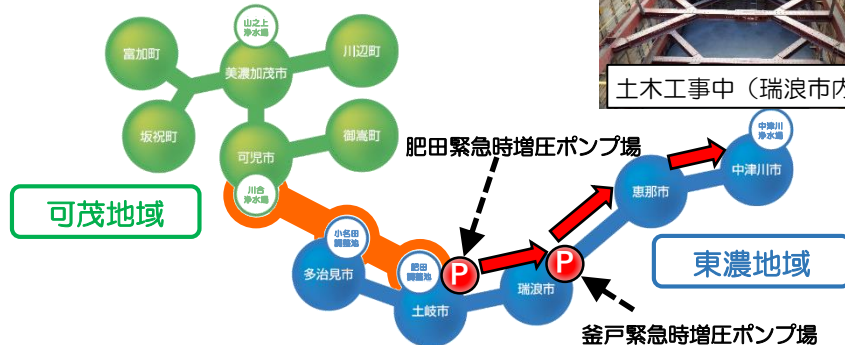 山之上
浄水場
富加町
美濃加茂市
川辺町
土木工事中（瑞浪市内
坂祝町
御嵩町
可児市
肥田緊急時増圧ポンプ場
中津川
浄水場
中津川市
恵那市
川合
浄水場
可茂地域
小名田
調整池
多治見市
肥田
調整池
P
P
東濃地域
瑞浪市
土岐市
釜戸緊急時増圧ポンプ場